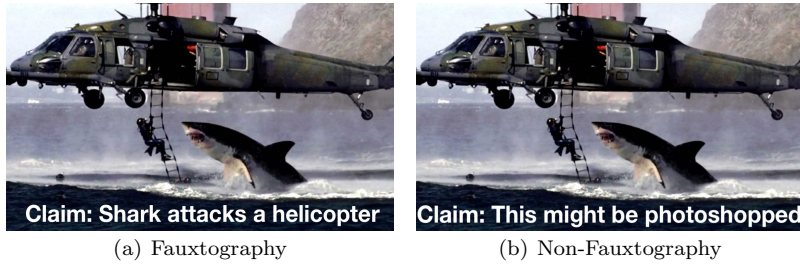 Claim: Shark attacks a helicopter
Claim: This might be photoshopped
(a) Fauxtography
(b) Non-Fauxtography